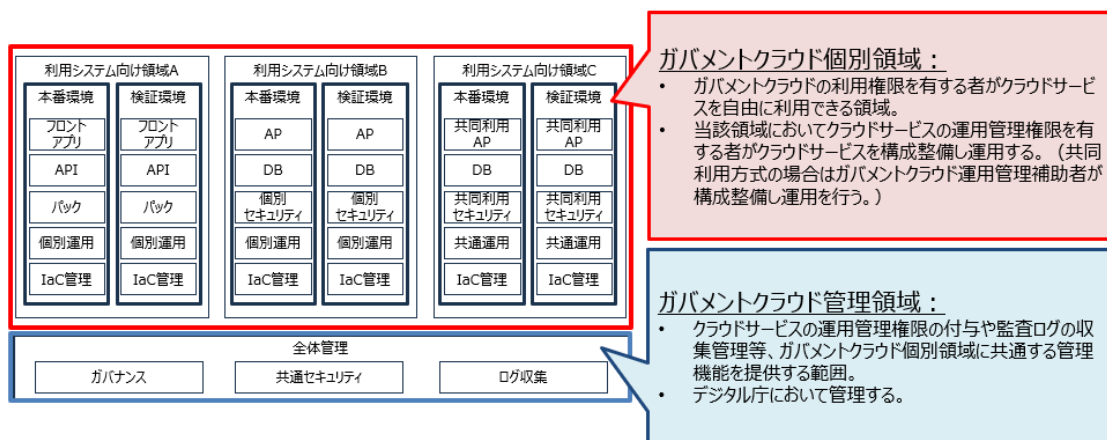 利用システム向け領域A
本番環境
検証環境
フロント
アプリ
フロント
アプリ
API
API
パック
パック
個別運用
個別運用
IaC管理
IaC管理
利用システム向け領域B
本番環境
検証環境
AP
AP
DB
DB
個別
セキュリティ
個別
セキュリティ
個別運用
個別運用
IaC管理
IaC管理
利用システム向け領域C
本番環境
検証環境
共同利用
AP
共同利用
AP
DB
DB
共同利用
セキュリティ
共同利用
セキュリティ
共通運用
共通運用
IaC管理
IaC管理
全体管理
ガバナンス
共通セキュリティ
ログ収集
ガバメントクラウド個別領域：
• ガバメントクラウドの利用権限を有する者がクラウドサービ
スを自由に利用できる領域。
• 当該領域においてクラウドサービスの運用管理権限を有
する者がクラウドサービスを構成整備し運用する。（共同
利用方式の場合はガバメントクラウド運用管理補助者が
構成整備し運用を行う。）
ガバメントクラウド管理領域：
• クラウドサービスの運用管理権限の付与や監査ログの収
集管理等、ガバメントクラウド個別領域に共通する管理
機能を提供する範囲。
• デジタル庁において管理する。